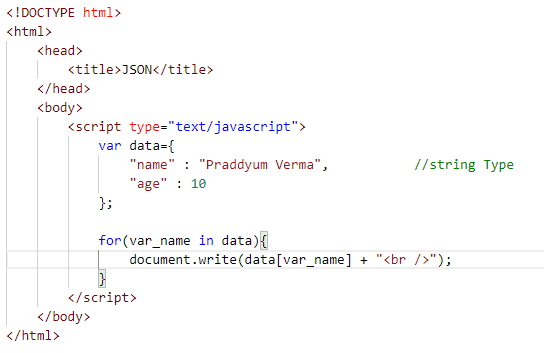 <!DOCTYPE html>
<html>
    <head>
        <title>JSON</title>
    </head>
    <body>
        <script type="text/javascript">
            var data={
                "name" : "Praddyum Verma",           //string Type
                "age" : 10
            };

            for(var_name in data){
                document.write(data[var_name] + "<br />");
            }
        </script>
    </body>
</html>